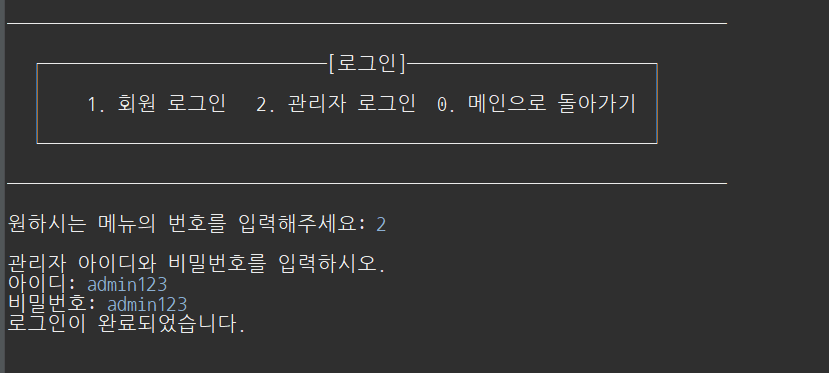 [로그인]
1. 회원 로그인 2. 관리자 로그인 0. 메인으로 돌아가기
원하시는 메뉴의 번호를 입력해주세요: 2
관리자 아이디와 비밀번호를 입력하시오.
아이디: admin123
비밀번호: admin123
로그인이 완료되었습니다.